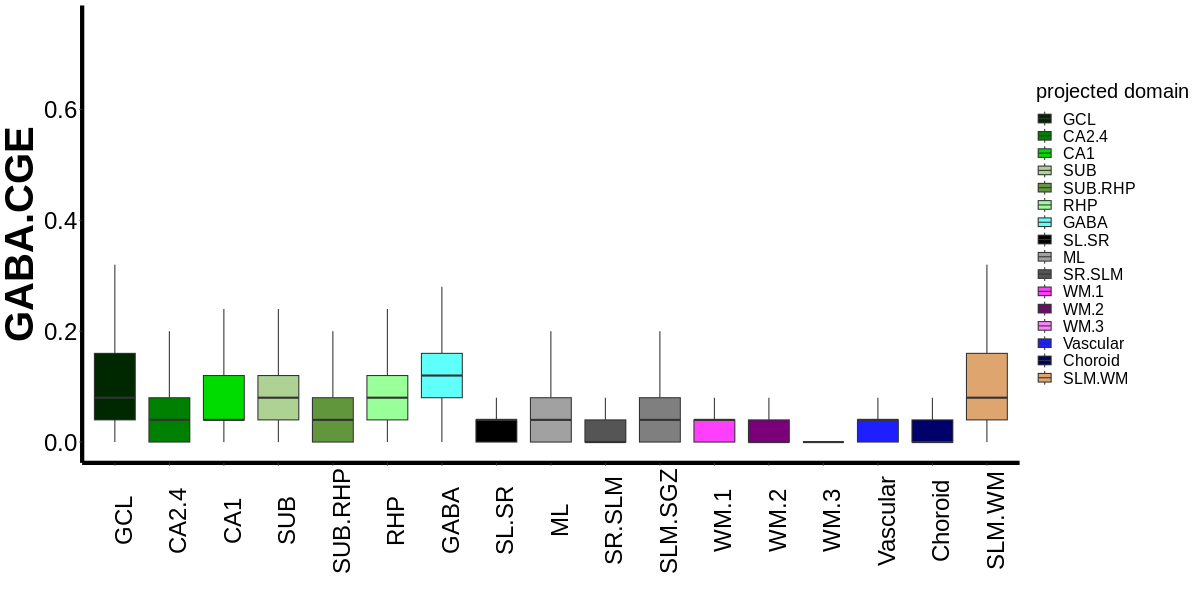 GABA.CGE
0.6
0.4
0.2
0.0
GCL
CA2.4
CA1
SUB
SUB.RHP
RHP
GABA
SL.SR
ML
SR.SLM
SLM.SGZ
WM.1
WM.2
WM.3
Vascular
Choroid
SLM.WM
projected domain
GCL
CA2.4
CA1
SUB
SUB.RHP
RHP
GABA
SL.SR
ML
SR.SLM
WM.1
WM.2
WM.3
Vascular
Choroid
SLM.WM